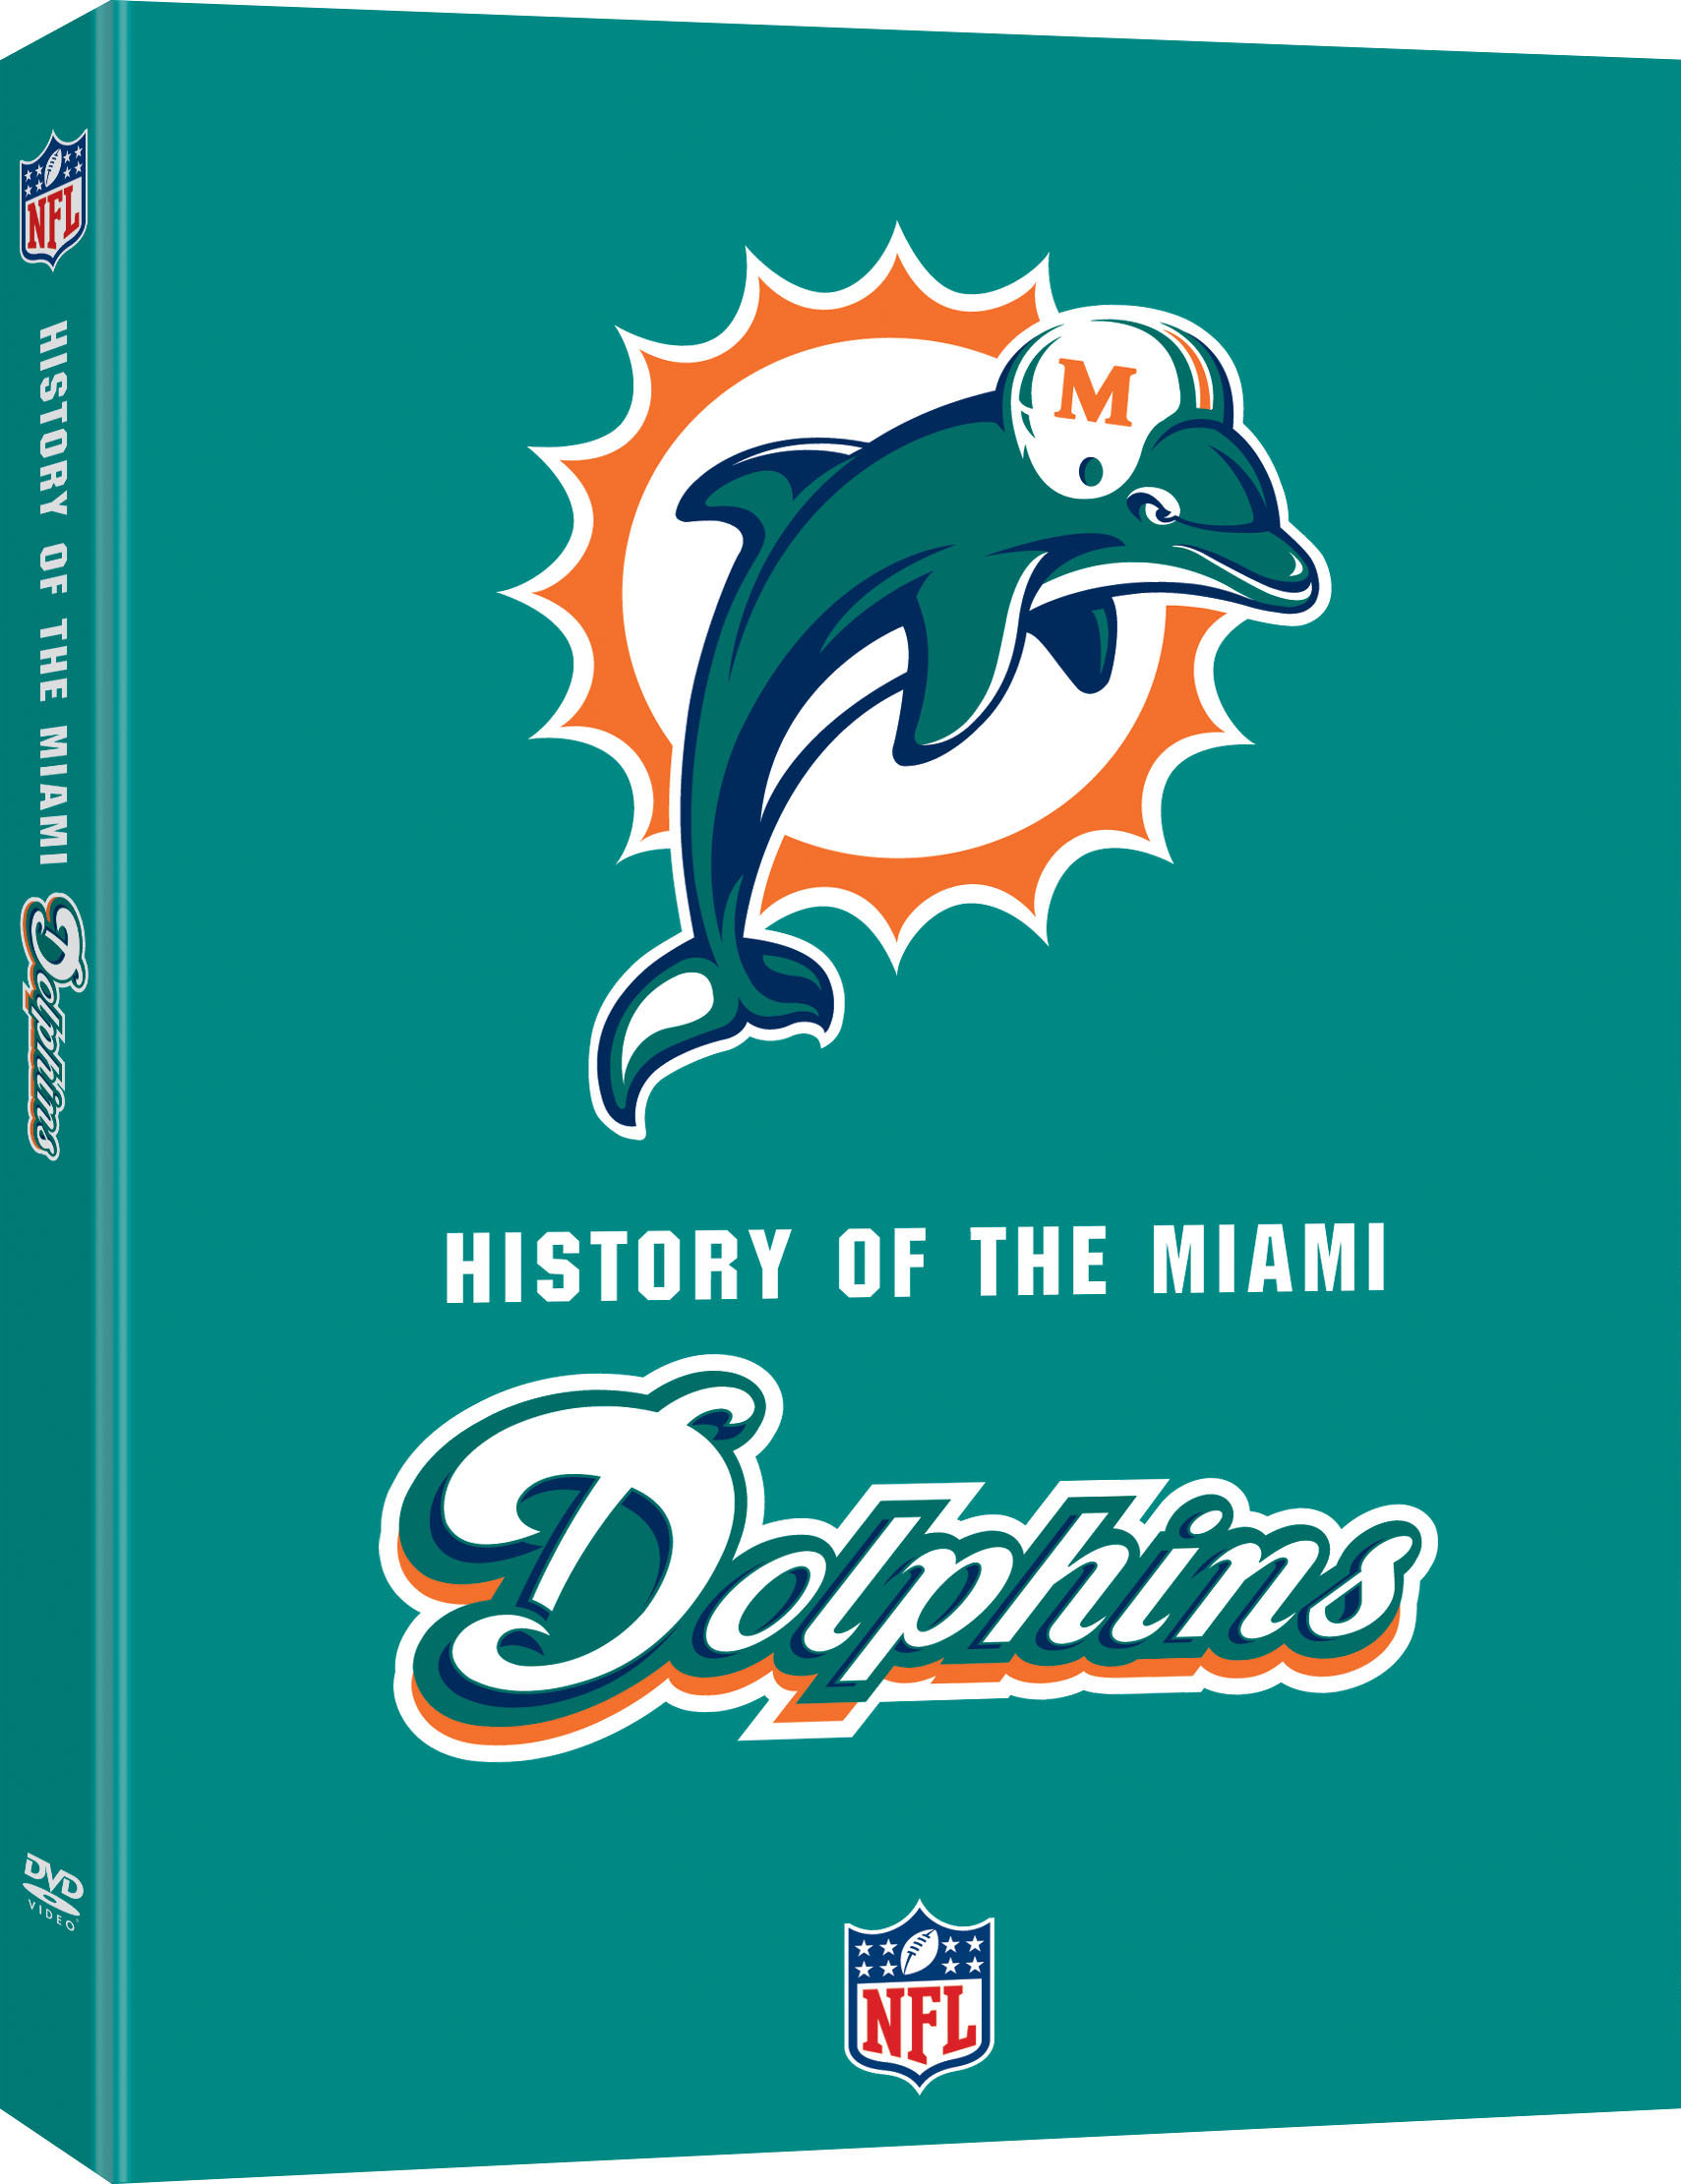 NFL
HISTORY OF THE MIAMI
Dolphins
DVD
VIDEO
M
HISTORY OF THE MIAMI
Dolphins
NFL